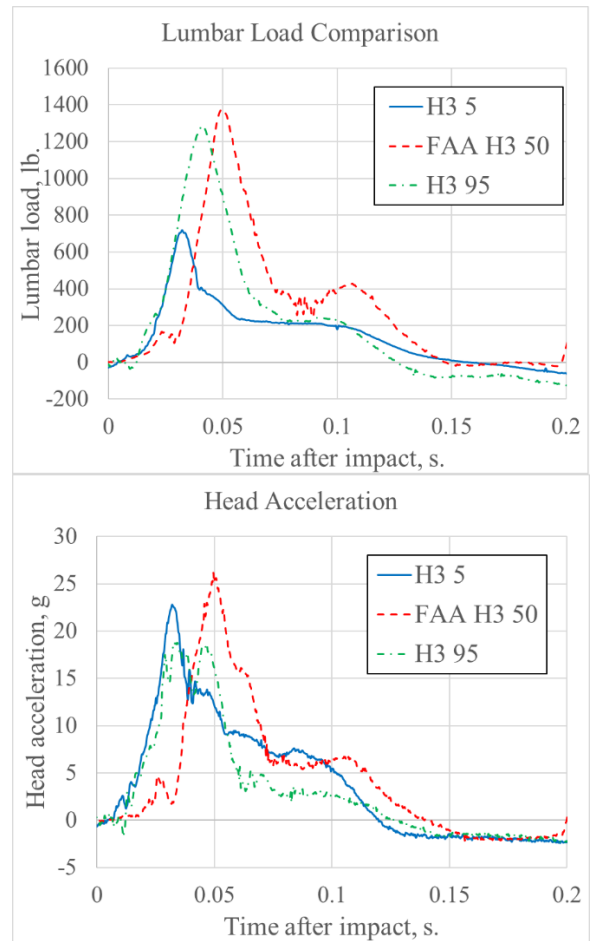 Lumbar Load Comparison
1600
1400
1200
1000
800
600
400
200
0
-200
Lumbar load, lb.
H3 5
FAA H3 50
H3 95
0 0.05 0.1 0.15 0.2
Time after impact, s.
Head Acceleration
30
25
20
15
10
5
0
-5
Head acceleration, g
H3 5
FAA H3 50
H3 95
0 0.05 0.1 0.15 0.2
Time after impact, s.